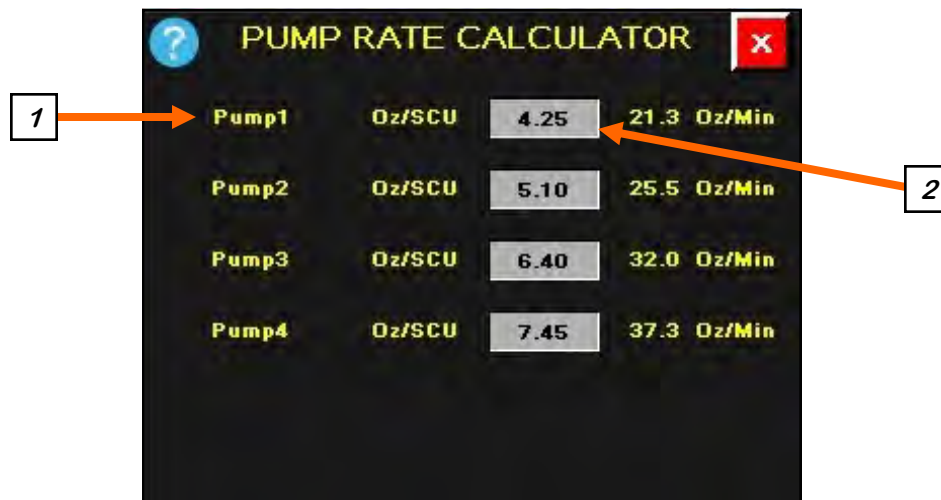 ? PUMP RATE CALCULATOR X
1 Pump1 Oz/SCU 4.25 21.3 Oz/Min
Pump2 Oz/SCU 5.10 25.5 Oz/Min 2
Pump3 Oz/SCU 6.40 32.0 Oz/Min
Pump4 Oz/SCU 7.45 37.3 Oz/Min